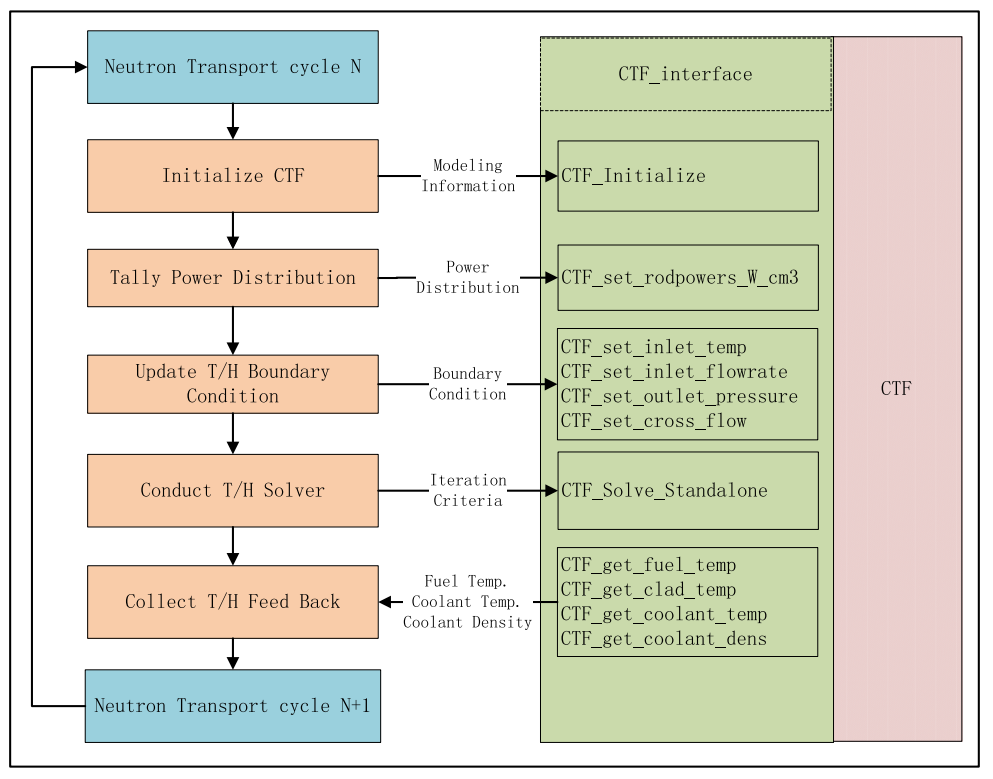 Neutron Transport cycle N
CTF_interface
Initialize CTF
Modeling
Information
CTF_Initialize
Tally Power Distribution
Power
Distribution
CTF_set_rodpowers_W_cm3
Update T/H Boundary
Condition
Boundary
Condition
CTF_set_inlet_temp
CTF_set_inlet_flowrate
CTF_set_outlet_pressure
CTF_set_cross_flow
CTF
Conduct T/H Solver
Iteration
Criteria
CTF_Solve_Standalone
Collect T/H Feed Back
Fuel Temp.
Coolant Temp.
Coolant Density
CTF_get_fuel_temp
CTF_get_clad_temp
CTF_get_coolant_temp
CTF_get_coolant_dens
Neutron Transport cycle N+1